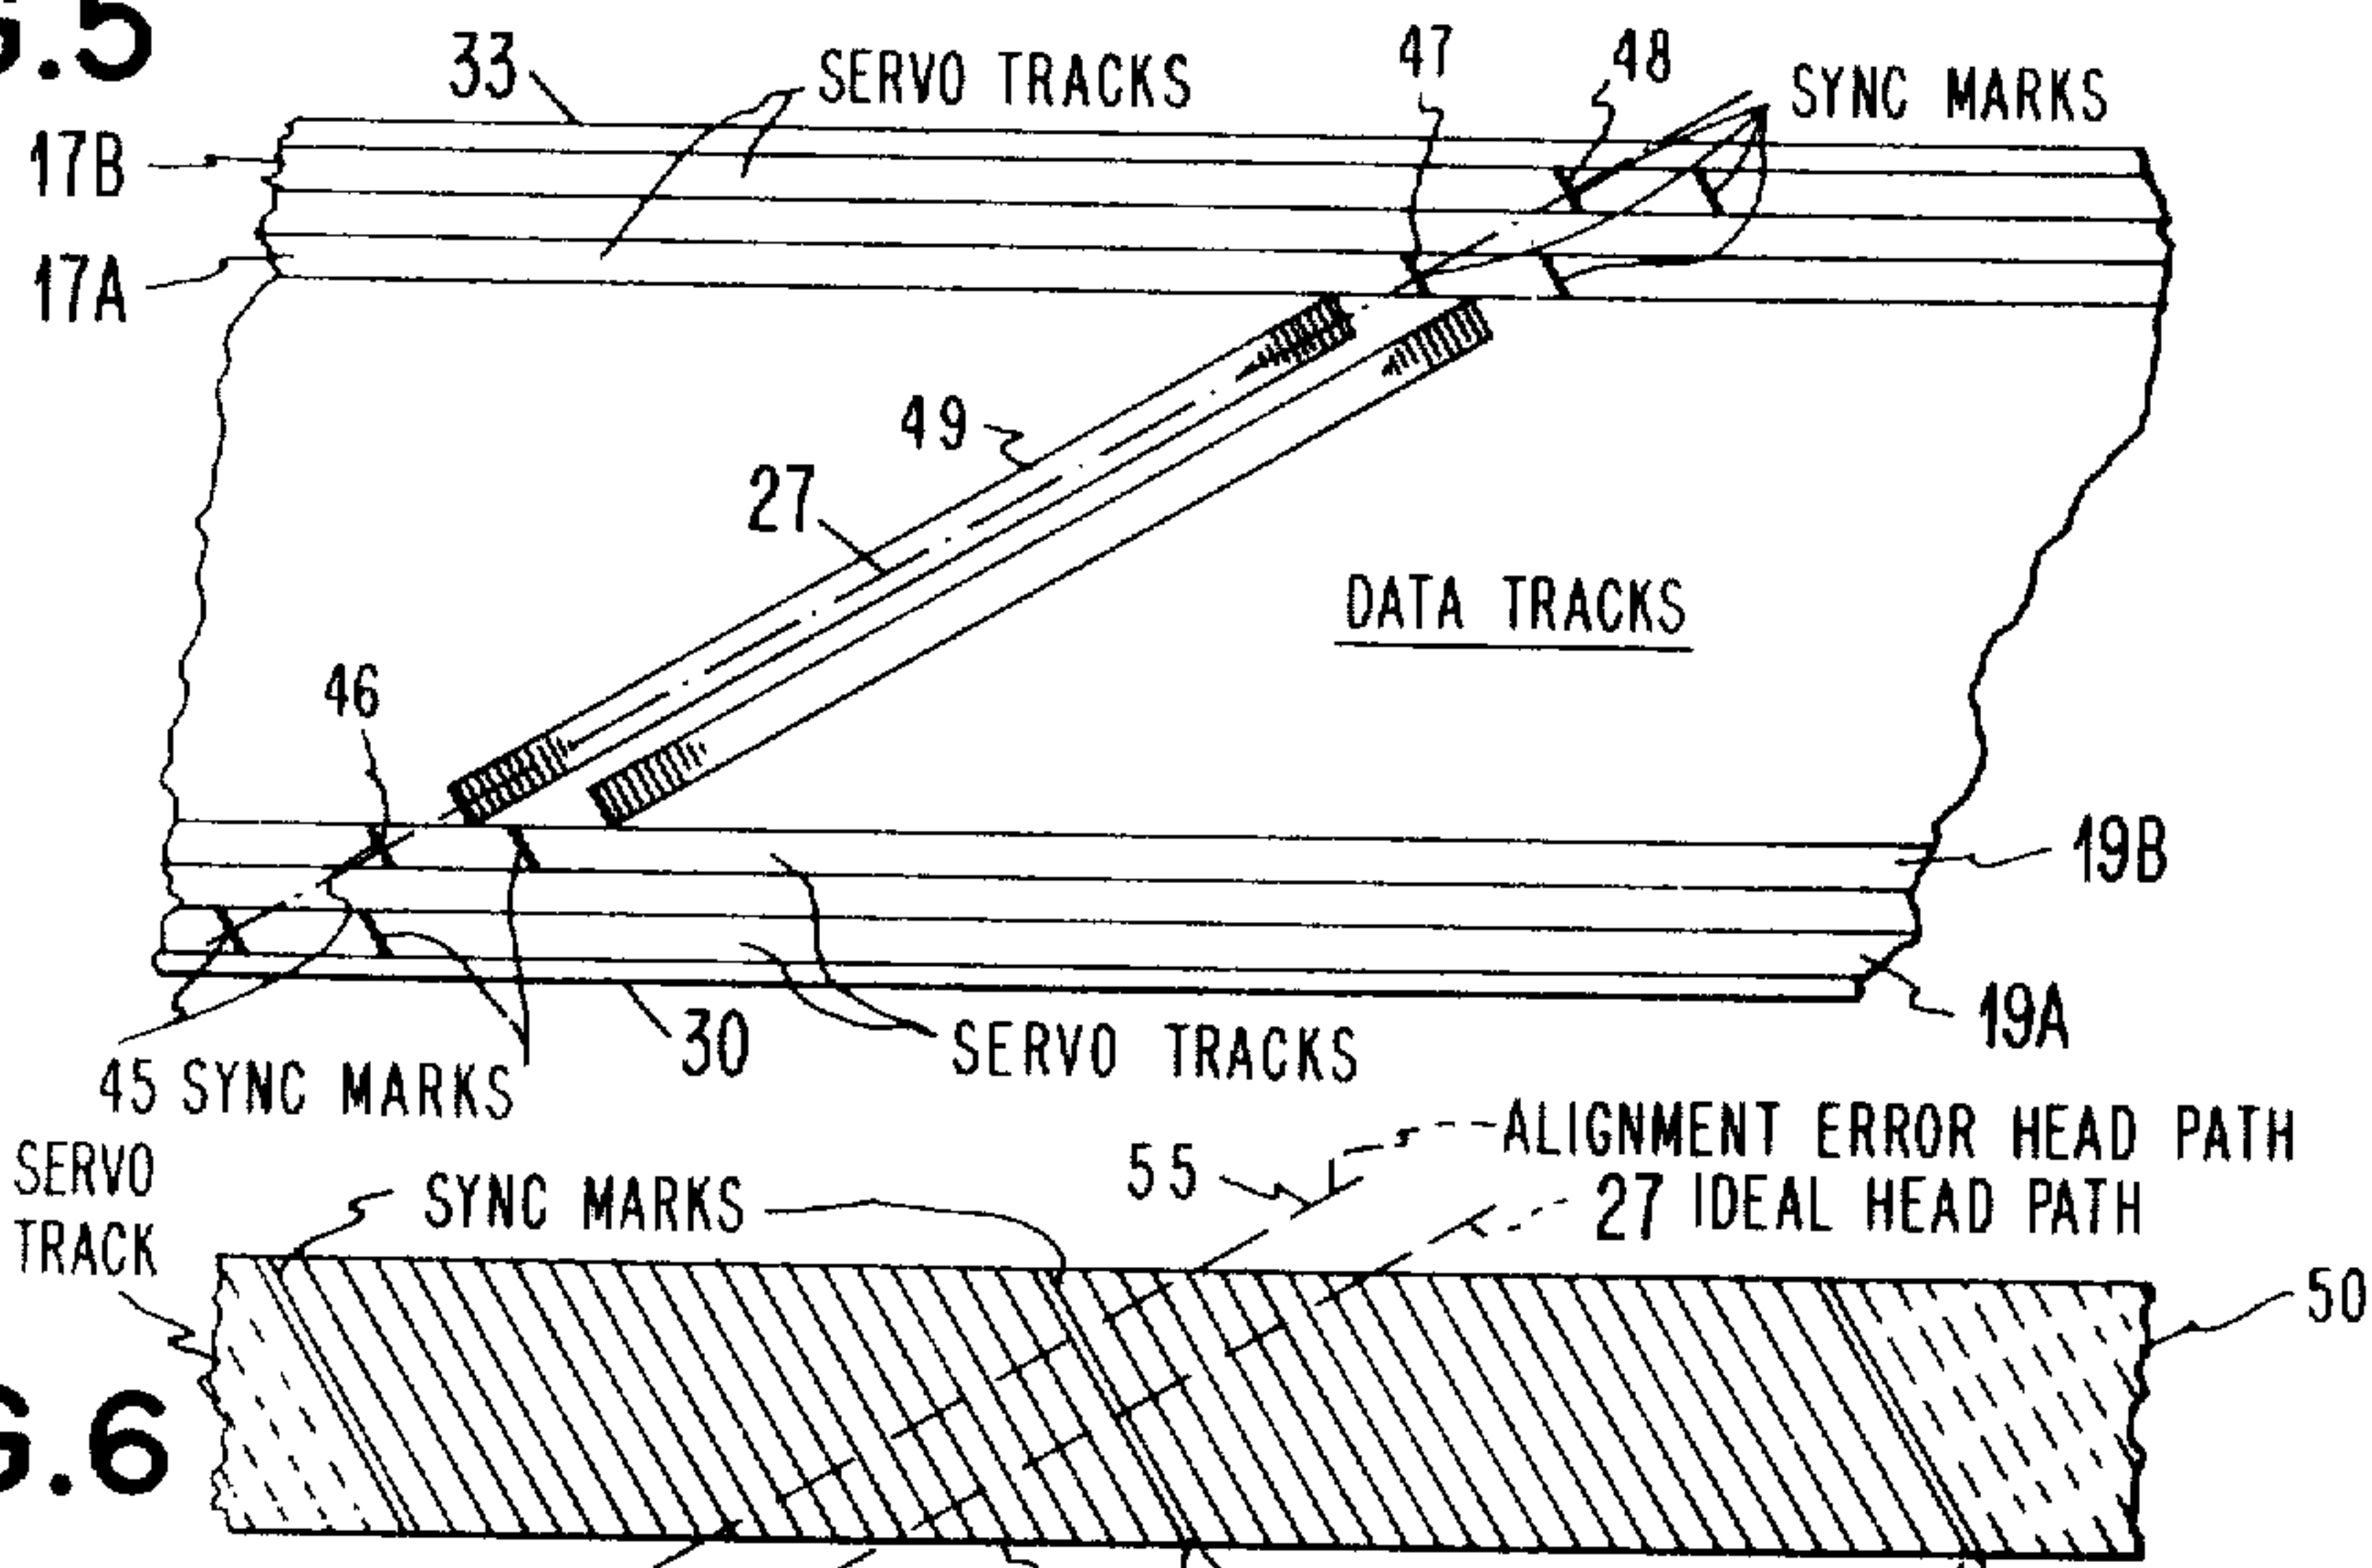 G.5
33
SERVO TRACKS
47
48
SYNC MARKS
17B
17A
49
27
DATA TRACKS
46
19B
19A
30
SERVO TRACKS
45 SYNC MARKS
SERVO
TRACK
SYNC MARKS
55
ALIGNMENT ERROR HEAD PATH
27 IDEAL HEAD PATH
50
G.6